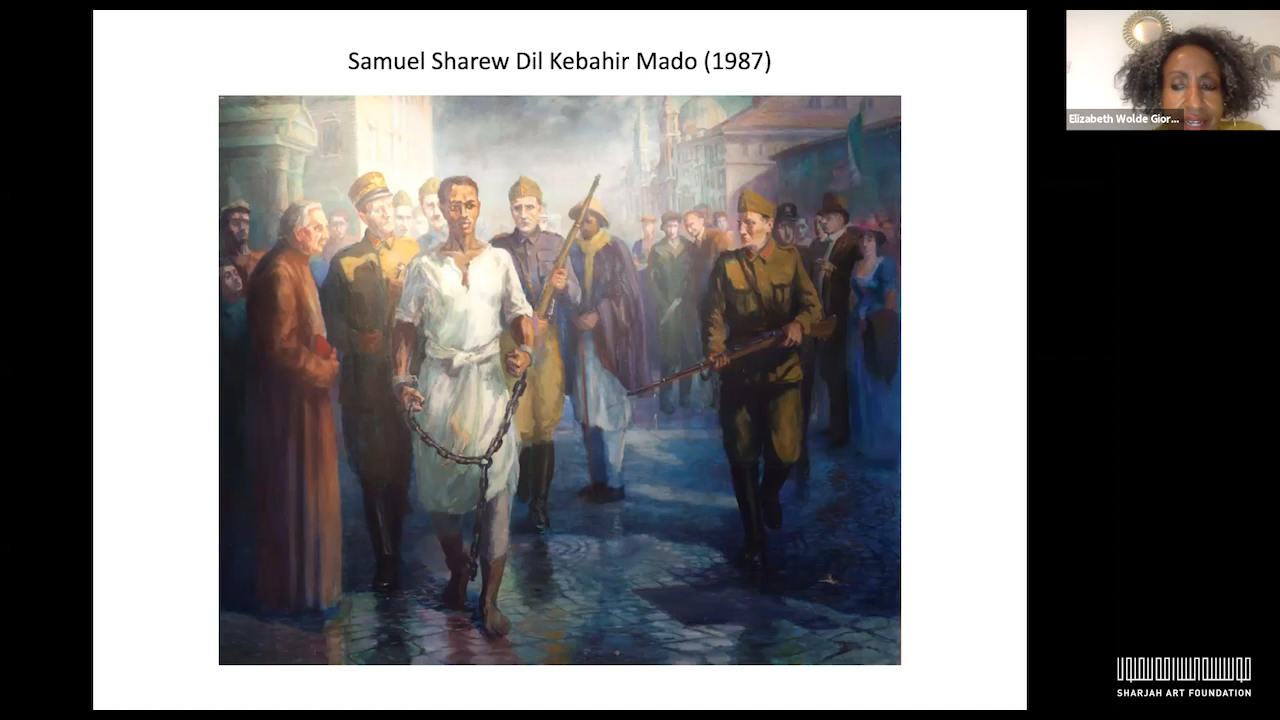 Samuel Sharew Dil Kebahir Mado (1987)
Elizabeth Wolde Gior...
SHARJAH ART FOUNDATION